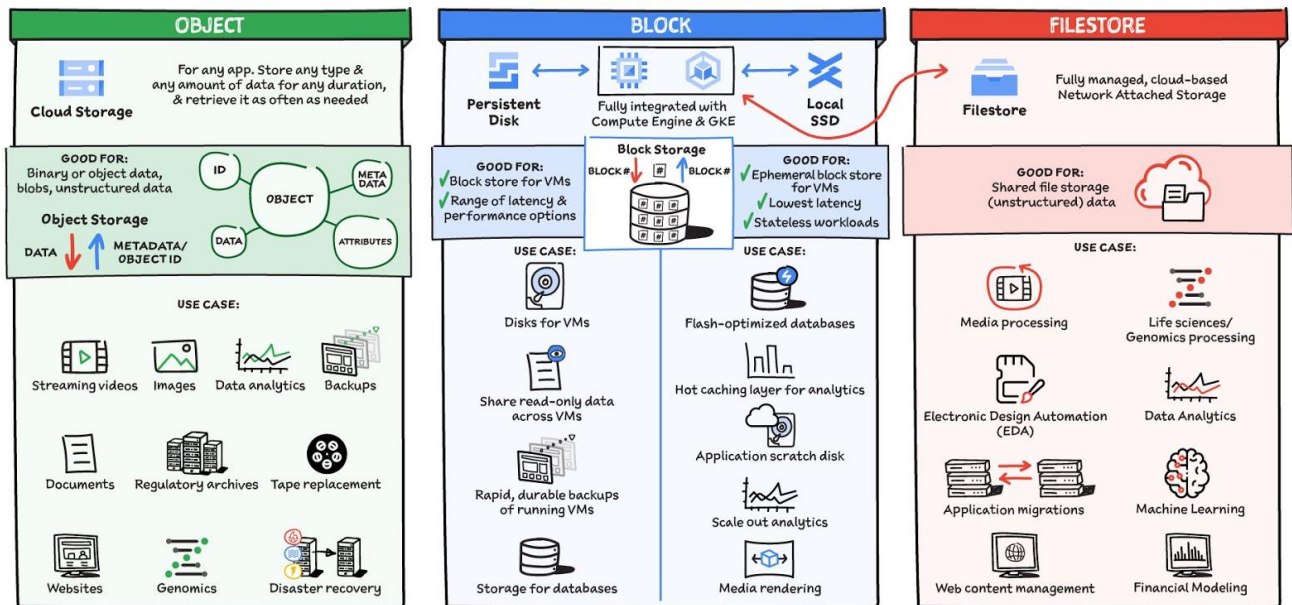 OBJECT
Cloud Storage
For any app. Store any type &
any amount of data for any duration,
& retrieve it as often as needed
GOOD FOR:
Binary or object data,
blobs, unstructured data
Object Storage
DATA
METADATA/
OBJECT ID
ID
META
DATA
OBJECT
DATA
ATTRIBUTES
USE CASE:
Streaming videos
Images
Data analytics
Backups
Documents
Regulatory archives
Tape replacement
Websites
Genomics
Disaster recovery
BLOCK
Persistent
Disk
Fully integrated with
Compute Engine & GKE
Local
SSD
GOOD FOR:
Block store for VMs
Range of latency &
performance options
Block Storage
BLOCK#
#
BLOCK#
# # #
# # #
# # #
GOOD FOR:
Ephemeral block store
for VMs
Lowest latency
Stateless workloads
USE CASE:
Disks for VMs
Share read-only data
across VMs
Rapid, durable backups
of running VMs
Storage for databases
USE CASE:
Flash-optimized databases
Hot caching layer for analytics
Application scratch disk
Scale out analytics
Media rendering
FILESTORE
Filestore
Fully managed, cloud-based
Network Attached Storage
GOOD FOR:
Shared file storage
(unstructured) data
USE CASE:
Media processing
Life sciences/
Genomics processing
Electronic Design Automation
(EDA)
Data Analytics
Application migrations
Machine Learning
Web content management
Financial Modeling